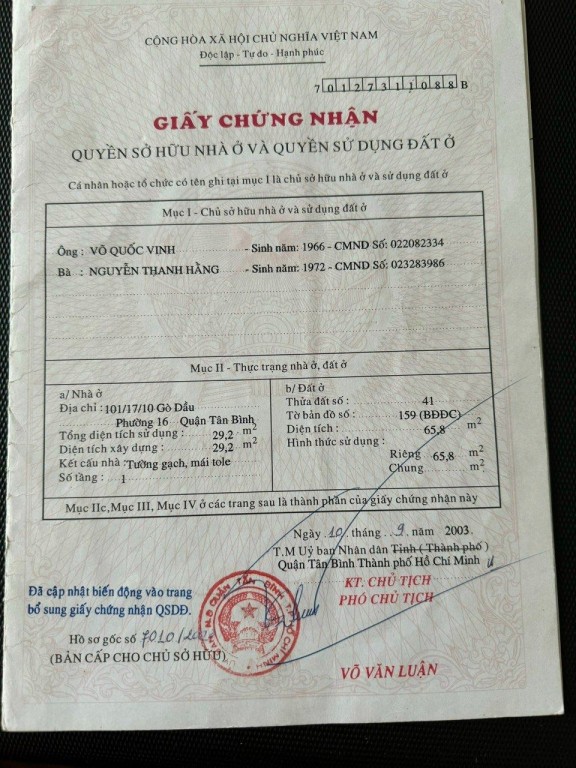 CỘNG HÒA XÃ HỘI CHỦ NGHĨA VIỆT NAM
Độc lập - Tự do - Hạnh phúc
70127311088B
GIẤY CHỨNG NHẬN
QUYỀN SỞ HỮU NHÀ Ở VÀ QUYỀN SỬ DỤNG ĐẤT Ở
Cá nhân hoặc tổ chức có tên ghi tại mục I là chủ sở hữu nhà ở và sử dụng đất ở
Mục I - Chủ sở hữu nhà ở và sử dụng đất ở
Ông : VÕ QUỐC VINH - Sinh năm: 1966 - CMND Số: 022082334
Bà : NGUYỄN THANH HẰNG - Sinh năm: 1972 - CMND Số: 023283986
Mục II - Thực trạng nhà ở, đất ở
a/ Nhà ở
Địa chỉ : 101/17/10 Gò Dầu
Phường 16 Quận Tân Bình
Tổng diện tích sử dụng : 29,2 m2
Diện tích xây dựng : 29,2 m2
Kết cấu nhà : Tường gạch, mái tole
Số tầng : 1
b/ Đất ở
Thửa đất số : 41
Tờ bản đồ số : 159 (BĐĐC)
Diện tích : 65,8 m2
Hình thức sử dụng :
Riêng 65,8 m2
Chung m2
Mục IIc, Mục III, Mục IV ở các trang sau là thành phần của giấy chứng nhận này
Ngày 10 tháng 9 năm 2003
T.M Uỷ ban Nhân dân Tỉnh ( Thành phố )
Quận Tân Bình Thành phố Hồ Chí Minh
KT. CHỦ TỊCH
PHÓ CHỦ TỊCH
Đã cập nhật biến động vào trang
bổ sung giấy chứng nhận QSDĐ.
Hồ sơ gốc số 7010/
(BẢN CẤP CHO CHỦ SỞ HỮU)
VÕ VĂN LUẬN